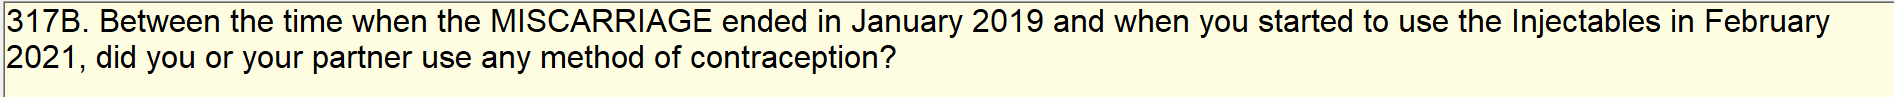 317B. Between the time when the MISCARRIAGE ended in January 2019 and when you started to use the Injectables in February
2021, did you or your partner use any method of contraception?